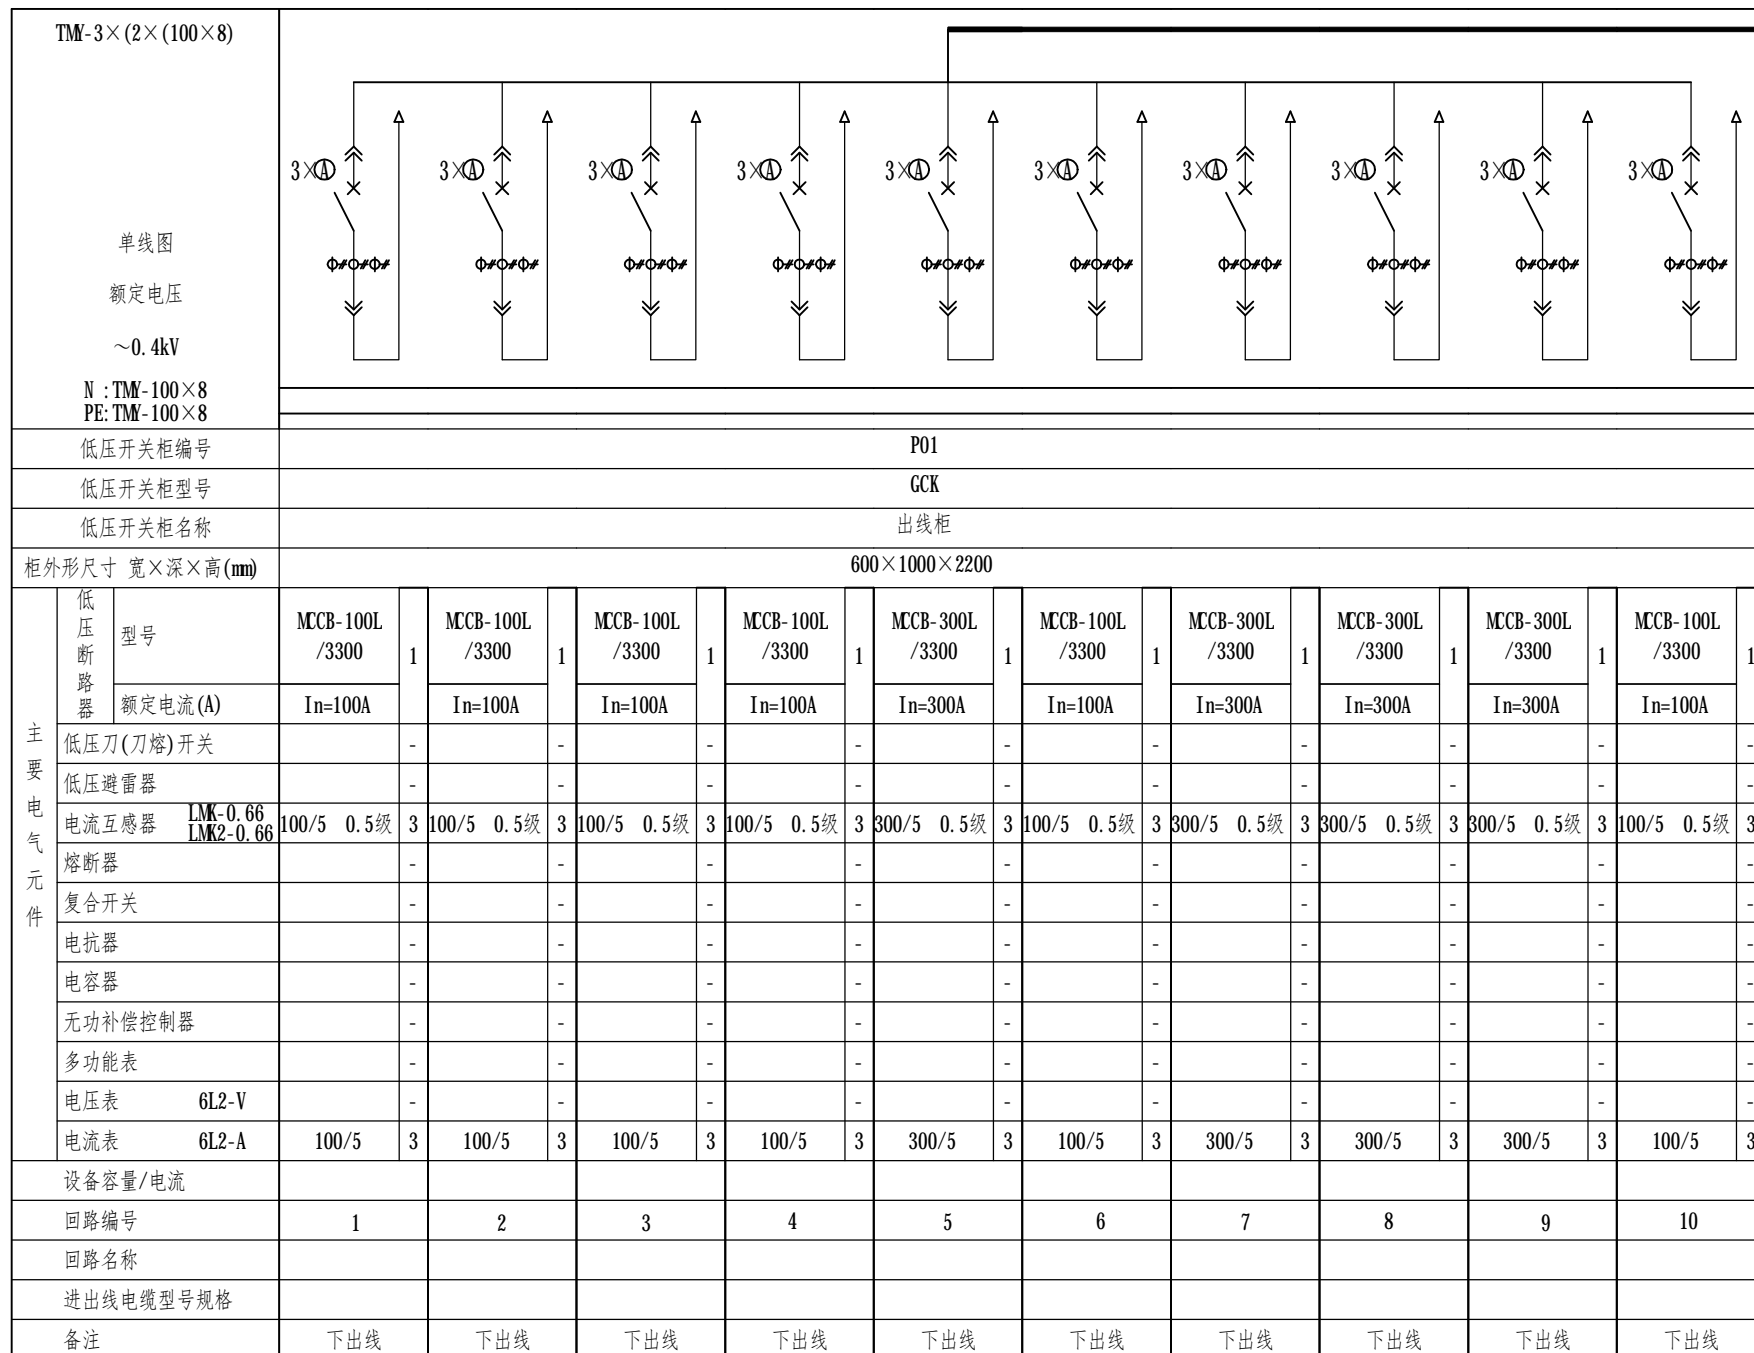 TMY-3×(2×(100×8)
3×A 3×A 3×A 3×A 3×A 3×A 3×A 3×A 3×A 3×A
单线图
额定电压
~0.4kV
N :TMY-100×8
PE:TMY-100×8
低压开关柜编号 P01
低压开关柜型号 GCK
低压开关柜名称 出线柜
柜外形尺寸 宽×深×高(mm) 600×1000×2200
主要电气元件
低压断路器
型号 MCCB-100L/3300 1 MCCB-100L/3300 1 MCCB-100L/3300 1 MCCB-100L/3300 1 MCCB-300L/3300 1 MCCB-100L/3300 1 MCCB-300L/3300 1 MCCB-300L/3300 1 MCCB-300L/3300 1 MCCB-100L/3300 1
额定电流(A) In=100A In=100A In=100A In=100A In=300A In=100A In=300A In=300A In=300A In=100A
低压刀(刀熔)开关 - - - - - - - - - -
低压避雷器 - - - - - - - - - -
电流互感器 LMK-0.66 LMK2-0.66 100/5 0.5级 3 100/5 0.5级 3 100/5 0.5级 3 100/5 0.5级 3 300/5 0.5级 3 100/5 0.5级 3 300/5 0.5级 3 300/5 0.5级 3 300/5 0.5级 3 100/5 0.5级 3
熔断器 - - - - - - - - - -
复合开关 - - - - - - - - - -
电抗器 - - - - - - - - - -
电容器 - - - - - - - - - -
无功补偿控制器 - - - - - - - - - -
多功能表 - - - - - - - - - -
电压表 6L2-V - - - - - - - - - -
电流表 6L2-A 100/5 3 100/5 3 100/5 3 100/5 3 300/5 3 100/5 3 300/5 3 300/5 3 300/5 3 100/5 3
设备容量/电流
回路编号 1 2 3 4 5 6 7 8 9 10
回路名称
进出线电缆型号规格
备注 下出线 下出线 下出线 下出线 下出线 下出线 下出线 下出线 下出线 下出线